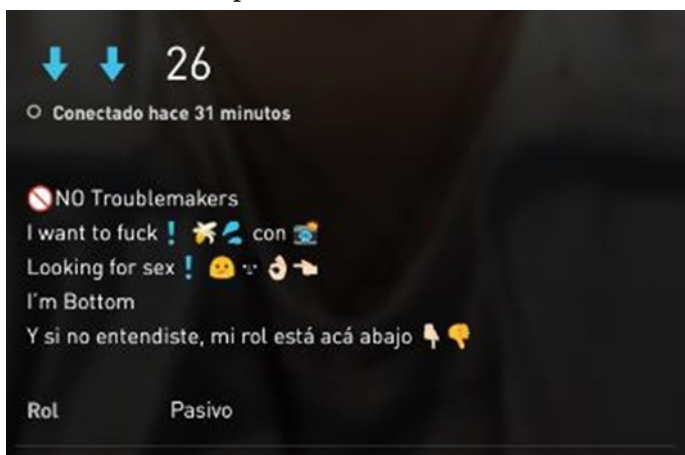 ⬇️ ⬇️ 26
Conectado hace 31 minutos
🚫NO Troublemakers
I want to fuck❗🍌💦 con 📸
Looking for sex❗😶 👌🏻👈🏻
I'm Bottom
Y si no entendiste, mi rol está acá abajo 👇🏻👎
Rol Pasivo